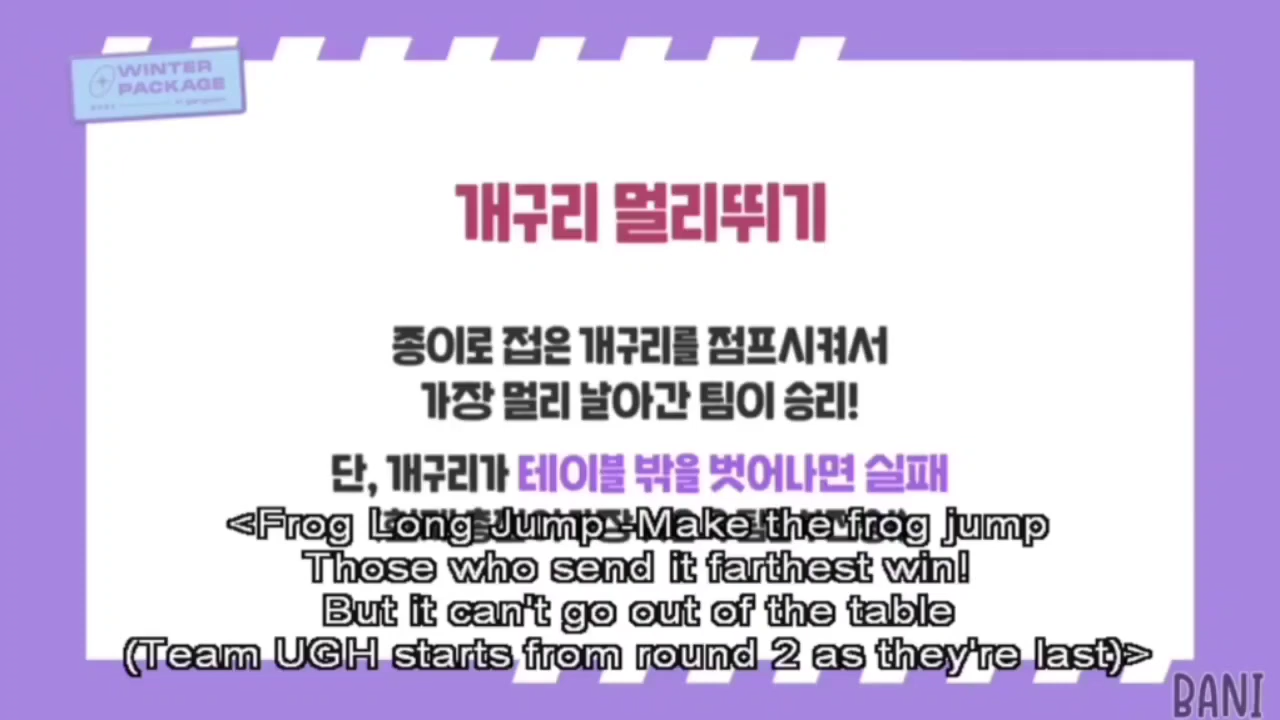 WINTER
PACKAGE
개구리 멀리뛰기
종이로 접은 개구리를 점프시켜서
가장 멀리 날아간 팀이 승리!
단, 개구리가 테이블 밖을 벗어나면 실패
<Frog Long Jump -Make the frog jump
Those who send it farthest win!
But it can't go out of the table
(Team UGH starts from round 2 as they're last)>
BANI